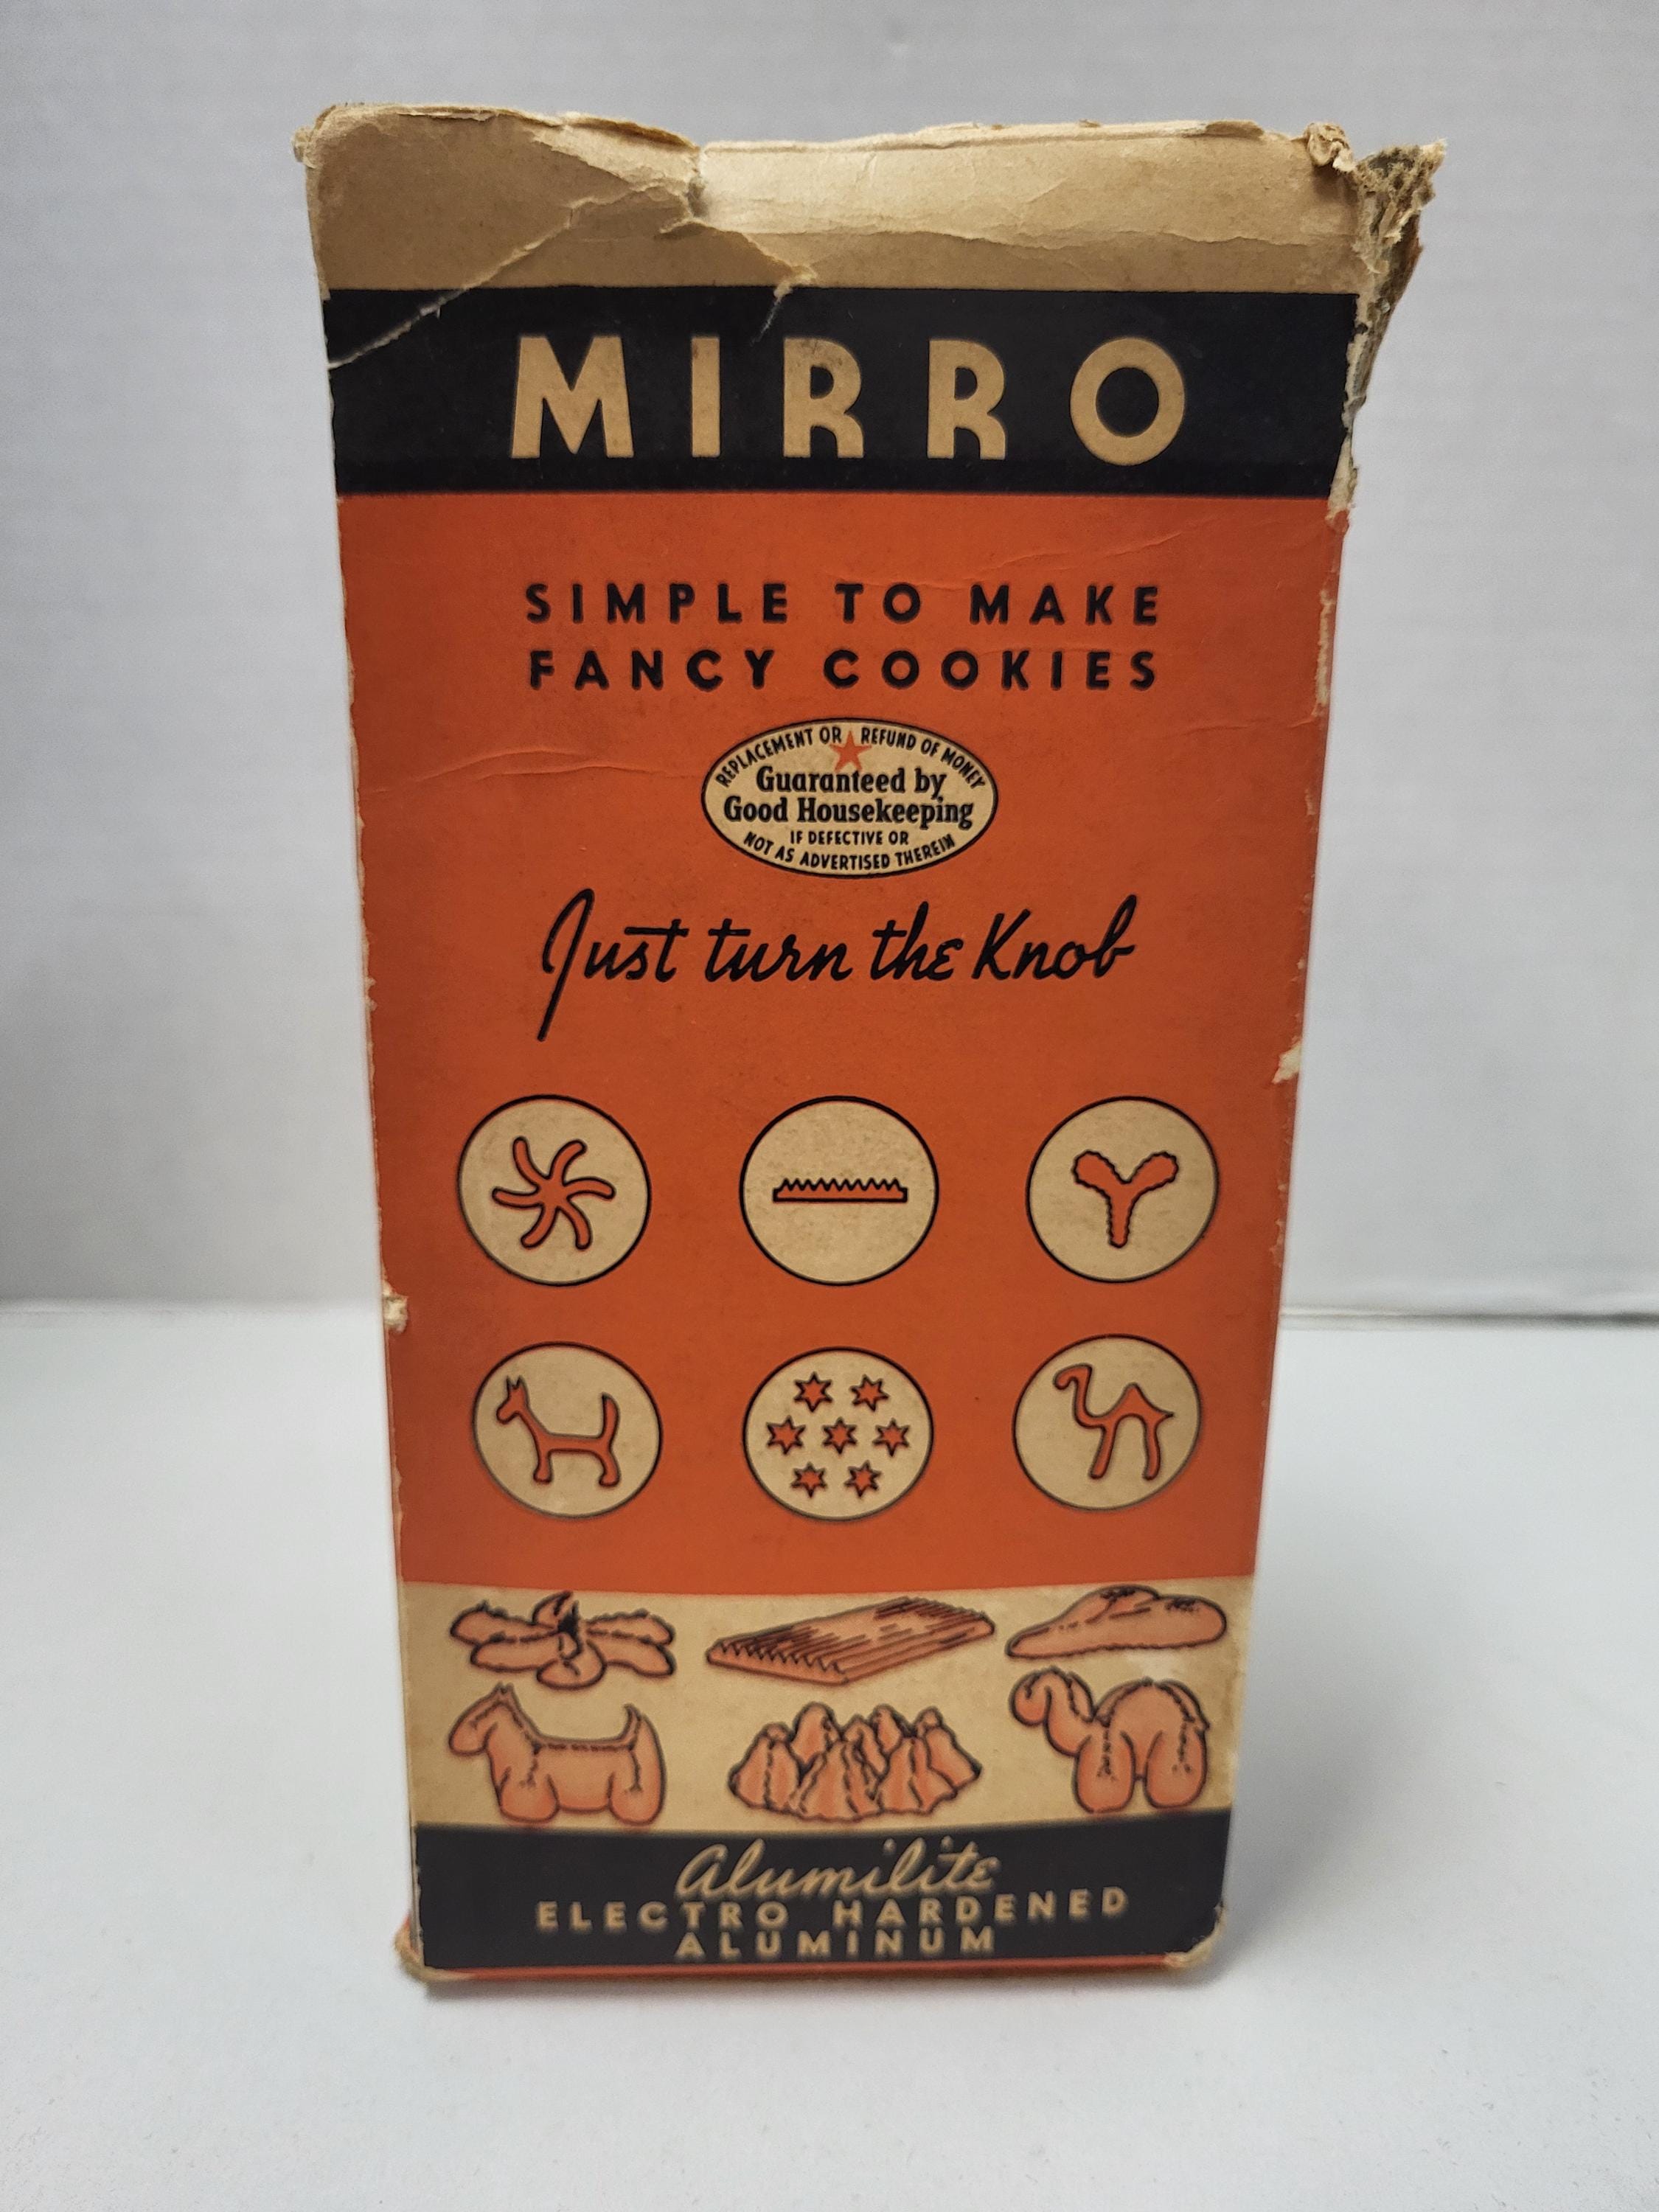 MIRRO
SIMPLE TO MAKE
FANCY COOKIES
REPLACEMENT OR REFUND OF MONEY
Guaranteed by
Good Housekeeping
IF DEFECTIVE OR
NOT AS ADVERTISED THEREIN
Just turn the Knob
Alumilite
ELECTRO HARDENED
ALUMINUM